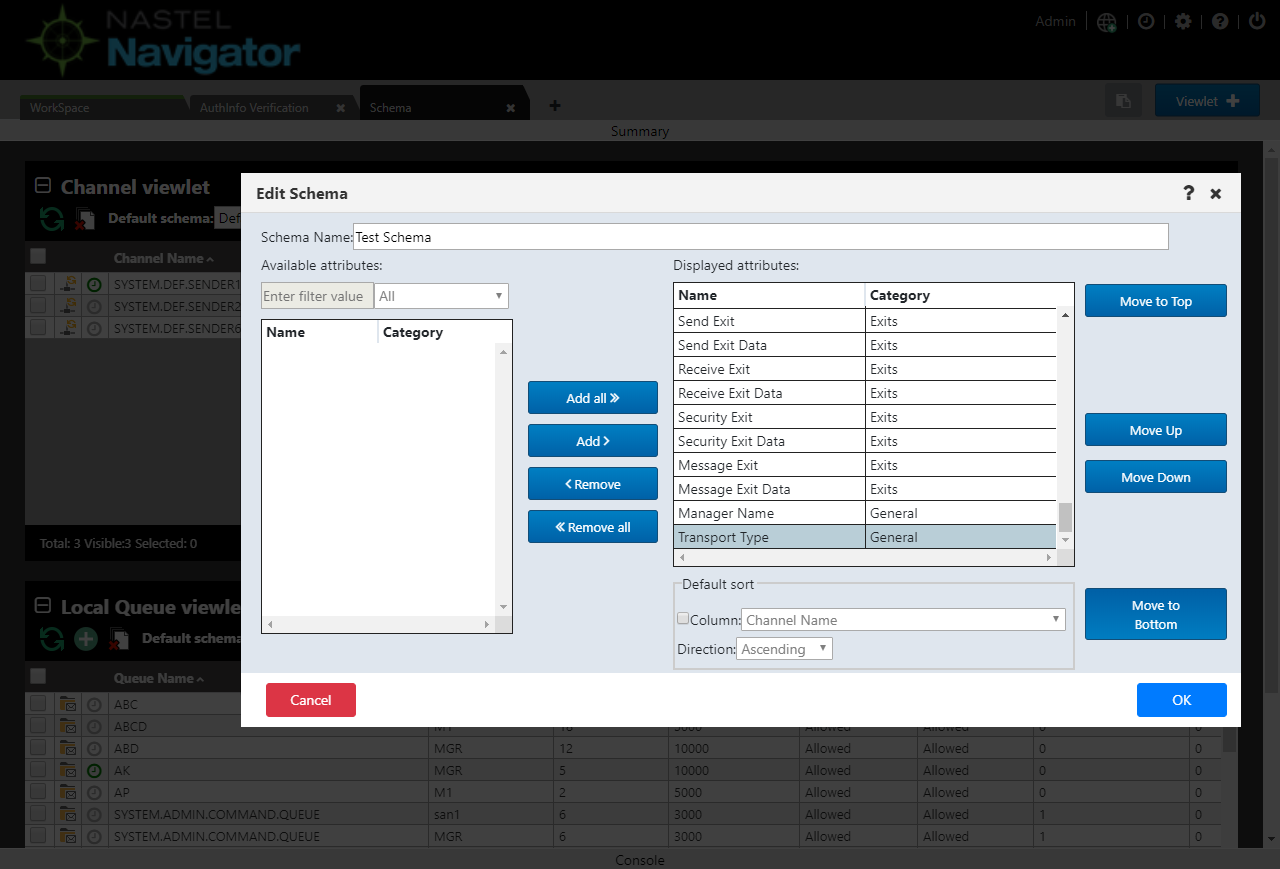 NASTEL
Navigator
Admin
WorkSpace
AuthInfo Verification
Schema
Viewlet
Summary
Channel viewlet
Default schema: Def
Channel Name
SYSTEM.DEF.SENDER1
SYSTEM.DEF.SENDER2
SYSTEM.DEF.SENDER6
Total: 3 Visible:3 Selected: 0
Edit Schema
?
Schema Name: Test Schema
Available attributes:
Enter filter value All
Name Category
Add all
Add
Remove
Remove all
Displayed attributes:
Name Category
Send Exit Exits
Send Exit Data Exits
Receive Exit Exits
Receive Exit Data Exits
Security Exit Exits
Security Exit Data Exits
Message Exit Exits
Message Exit Data Exits
Manager Name General
Transport Type General
Move to Top
Move Up
Move Down
Move to
Bottom
Default sort
Column: Channel Name
Direction: Ascending
Cancel
OK
Local Queue viewle
Default schema
Queue Name
ABC
ABCD M1 16 5000 Allowed Allowed 0 0
ABD MGR 12 10000 Allowed Allowed 0 0
AK MGR 5 10000 Allowed Allowed 0 0
AP M1 2 5000 Allowed Allowed 0 0
SYSTEM.ADMIN.COMMAND.QUEUE san1 6 3000 Allowed Allowed 1 0
SYSTEM.ADMIN.COMMAND.QUEUE MGR 6 3000 Allowed Allowed 1 0
Console